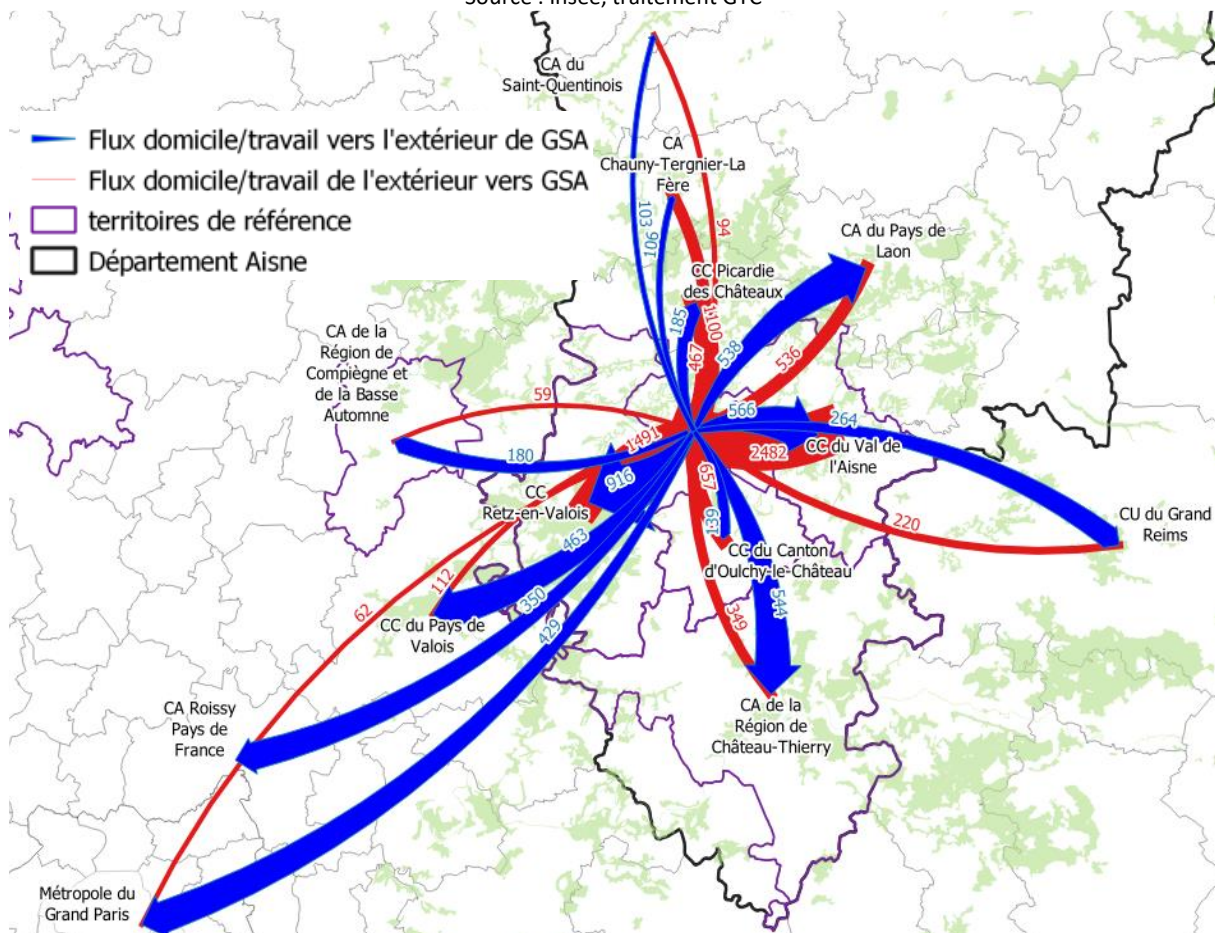 Source : Insee, traitement GTC
CA du
Saint-Quentinois
Flux domicile/travail vers l'extérieur de GSA
Flux domicile/travail de l'extérieur vers GSA
territoires de référence
Département Aisne
CA
Chauny-Tergnier-La
Fère
103
106
94
CA du Pays de
Laon
CC Picardie
des Châteaux
185
1100
467
538
536
CA de la
Région de
Compiègne et
de la Basse
Automne
59
180
1491
916
566
264
2482
CC du Val de
l'Aisne
CC
Retz-en-Valois
657
139
220
CU du Grand
Reims
463
112
CC du Canton
d'Oulchy-le-Château
62
350
429
CC du Pays de
Valois
349
544
CA Roissy
Pays de
France
CA de la
Région de
Château-Thierry
Métropole du
Grand Paris